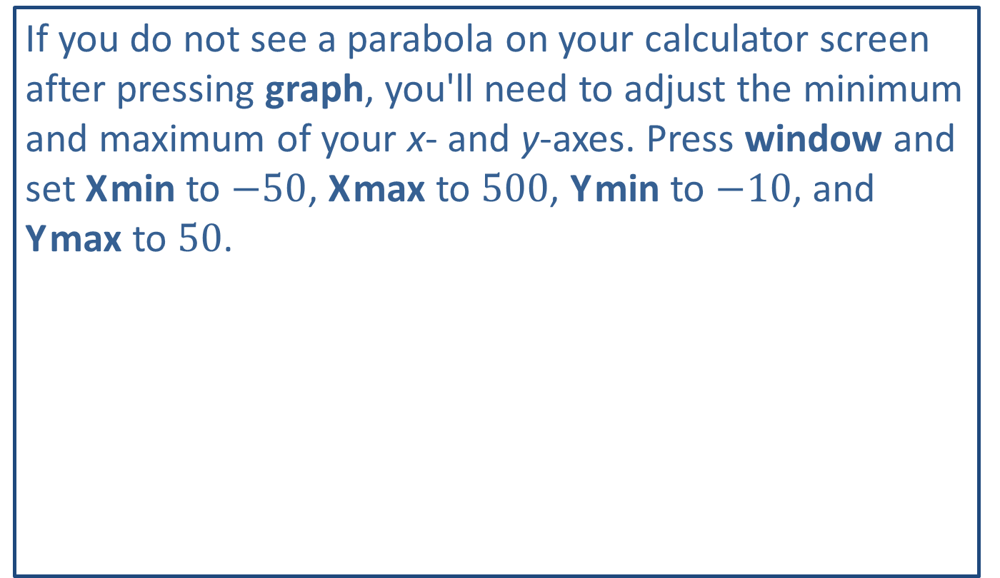 If you do not see a parabola on your calculator screen
after pressing graph, you'll need to adjust the minimum
and maximum of your x- and y-axes. Press window and
set Xmin to −50, Xmax to 500, Ymin to −10, and
Ymax to 50.